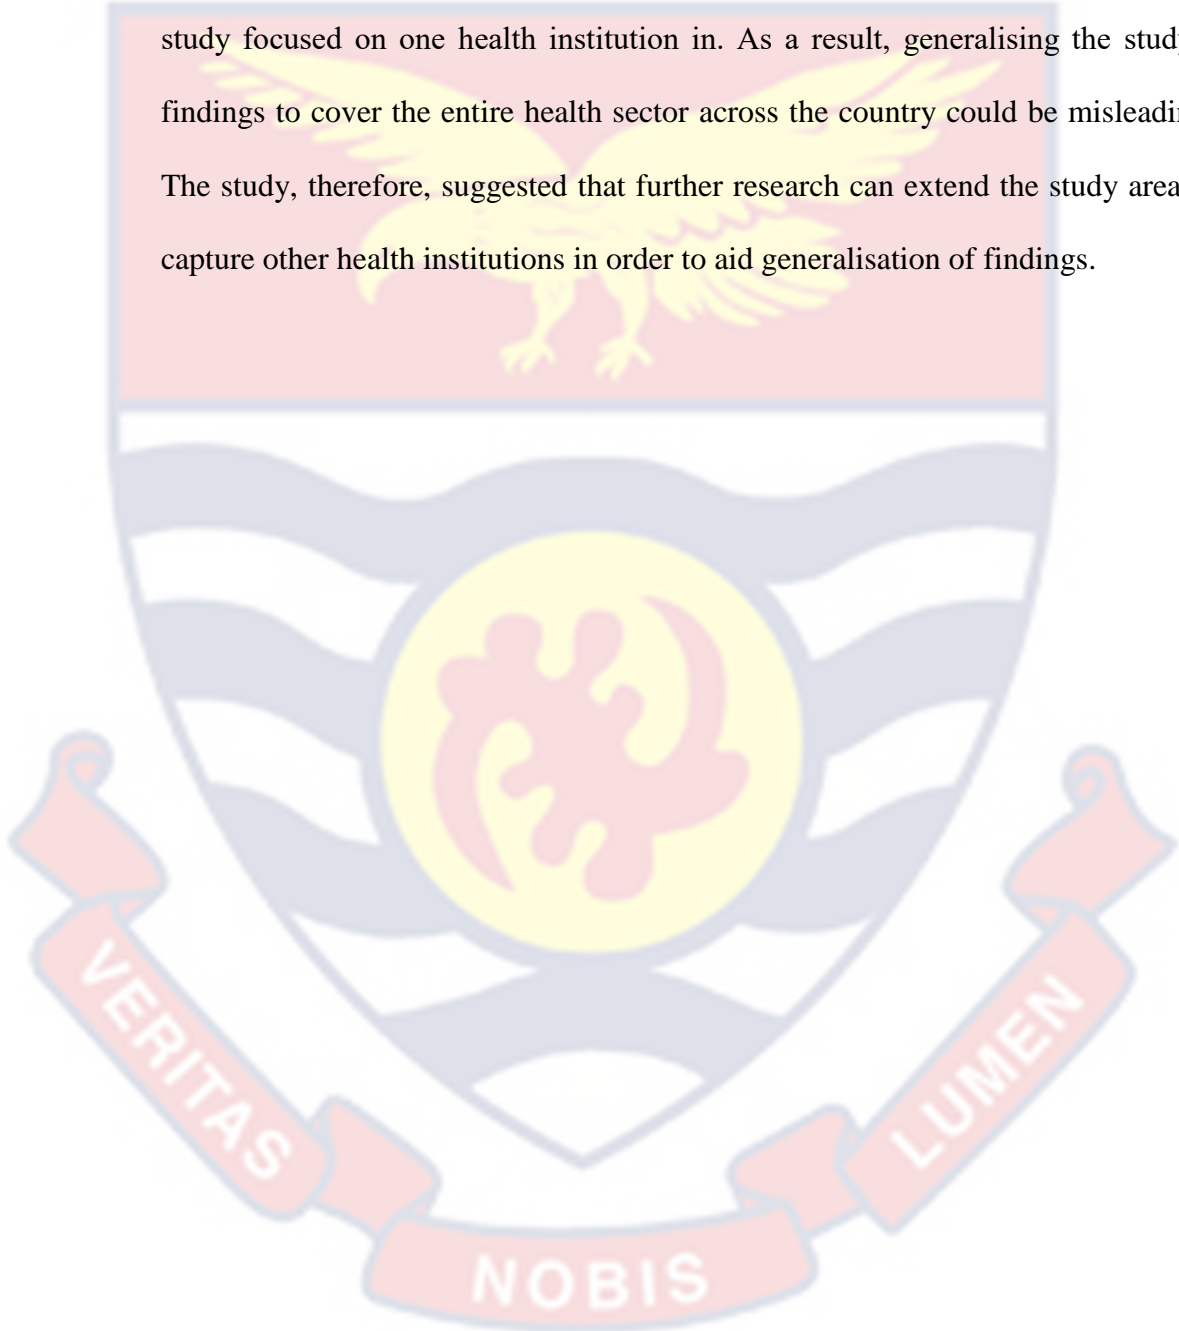 study focused on one health institution in. As a result, generalising the study
findings to cover the entire health sector across the country could be misleadin
The study, therefore, suggested that further research can extend the study area
capture other health institutions in order to aid generalisation of findings.
VERITAS
NOBIS
LUMEN